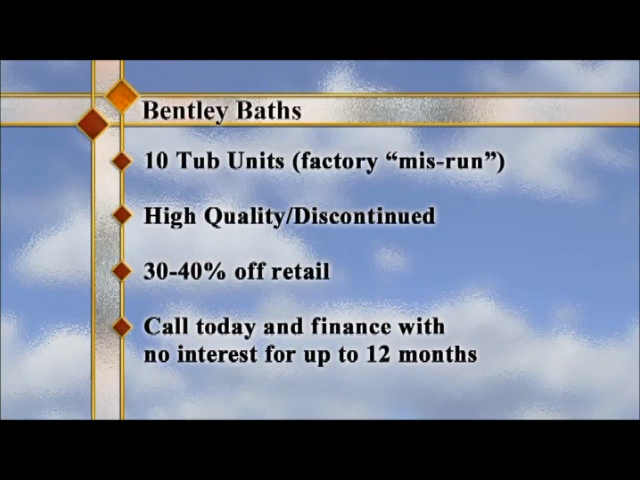 Bentley Baths
10 Tub Units (factory “mis-run”)
High Quality/Discontinued
30-40% off retail
Call today and finance with
no interest for up to 12 months